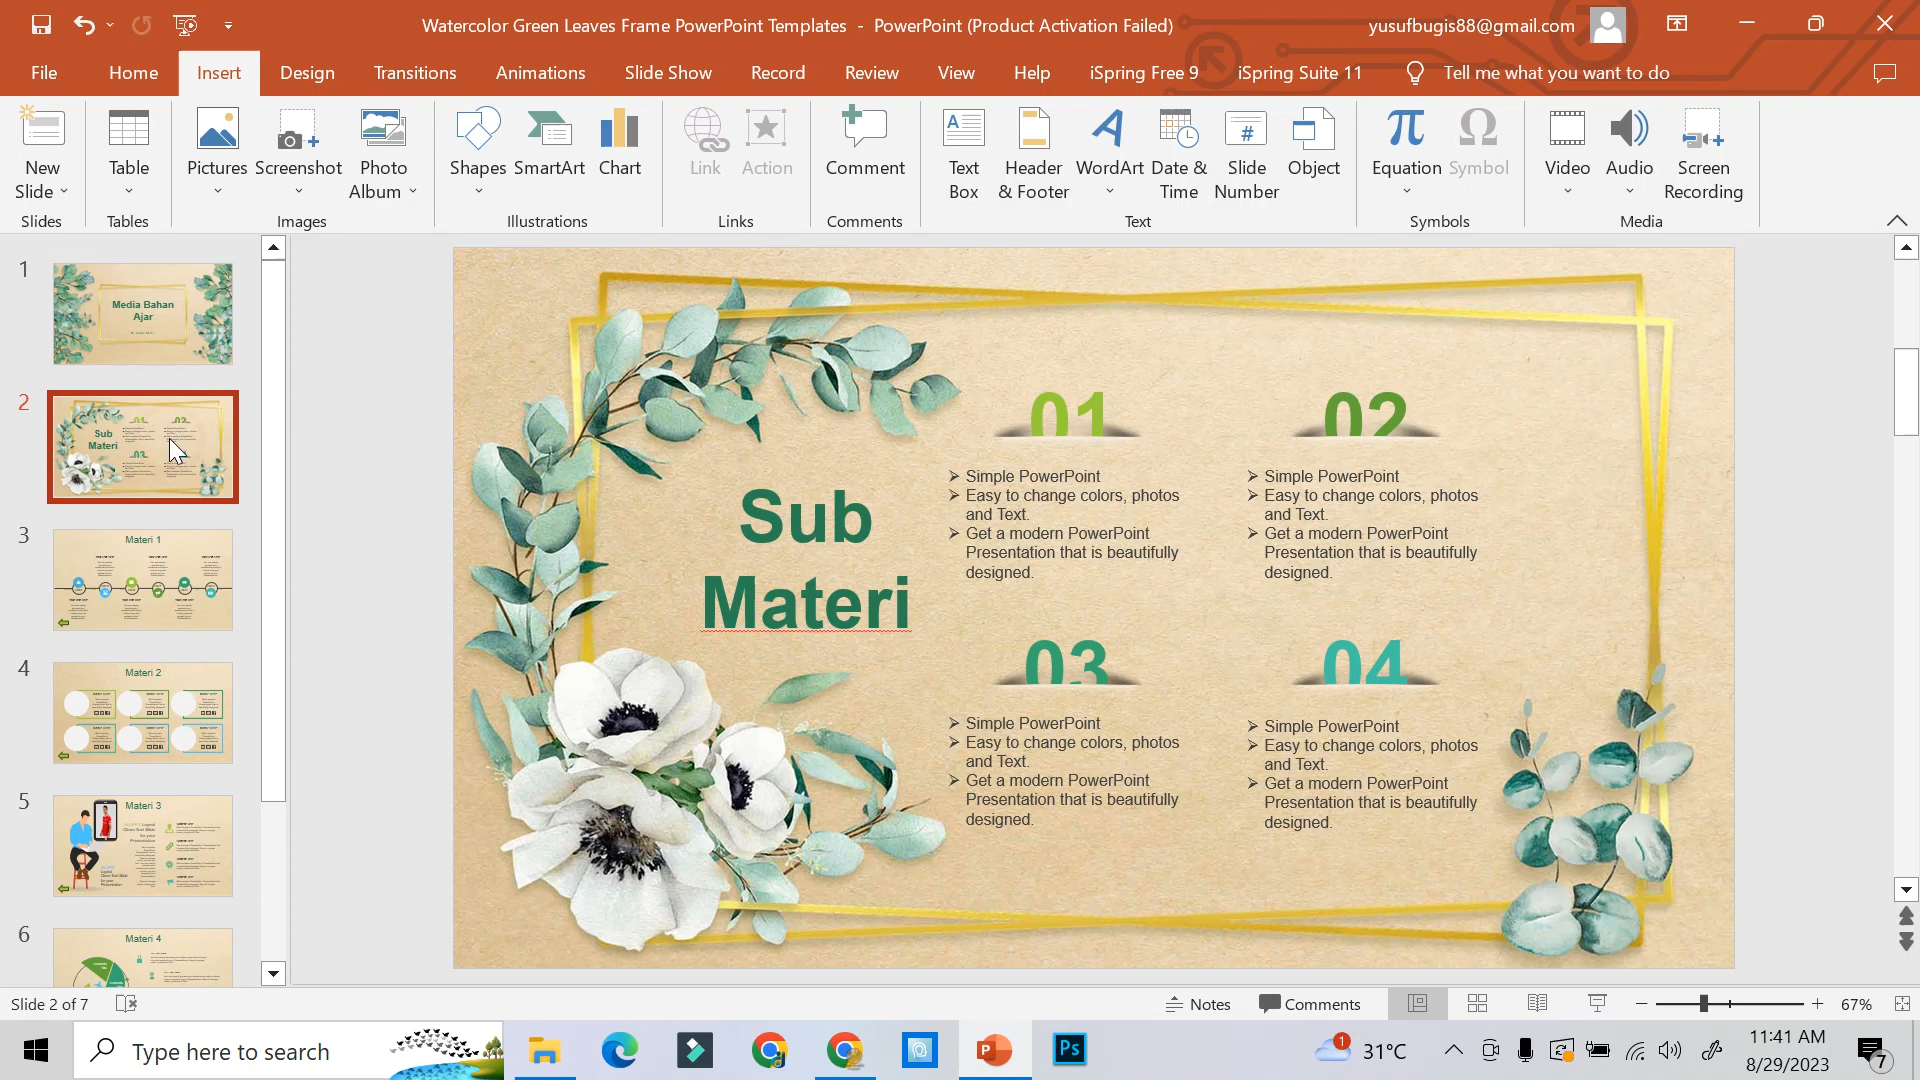 Watercolor Green Leaves Frame PowerPoint Templates - PowerPoint (Product Activation Failed)
yusufbugis88@gmail.com
File Home Insert Design Transitions Animations Slide Show Record Review View Help iSpring Free 9 iSpring Suite 11 Tell me what you want to do
New Slide
Table
Pictures
Screenshot
Photo Album
Shapes
SmartArt
Chart
Link
Action
Comment
Text Box
Header & Footer
WordArt
Date & Time
Slide Number
Object
Equation
Symbol
Video
Audio
Screen Recording
Slides Tables Images Illustrations Links Comments Text Symbols Media
1
Media Bahan
Ajar
2
Sub
Materi
01
02
03
3
Materi 1
4
Materi 2
5
Materi 3
6
Materi 4
Sub
Materi
01
➢ Simple PowerPoint
➢ Easy to change colors, photos
and Text.
➢ Get a modern PowerPoint
Presentation that is beautifully
designed.
02
➢ Simple PowerPoint
➢ Easy to change colors, photos
and Text.
➢ Get a modern PowerPoint
Presentation that is beautifully
designed.
03
➢ Simple PowerPoint
➢ Easy to change colors, photos
and Text.
➢ Get a modern PowerPoint
Presentation that is beautifully
designed.
04
➢ Simple PowerPoint
➢ Easy to change colors, photos
and Text.
➢ Get a modern PowerPoint
Presentation that is beautifully
designed.
Slide 2 of 7
Notes
Comments
67%
Type here to search
Ps
1
31°C
11:41 AM
8/29/2023
7